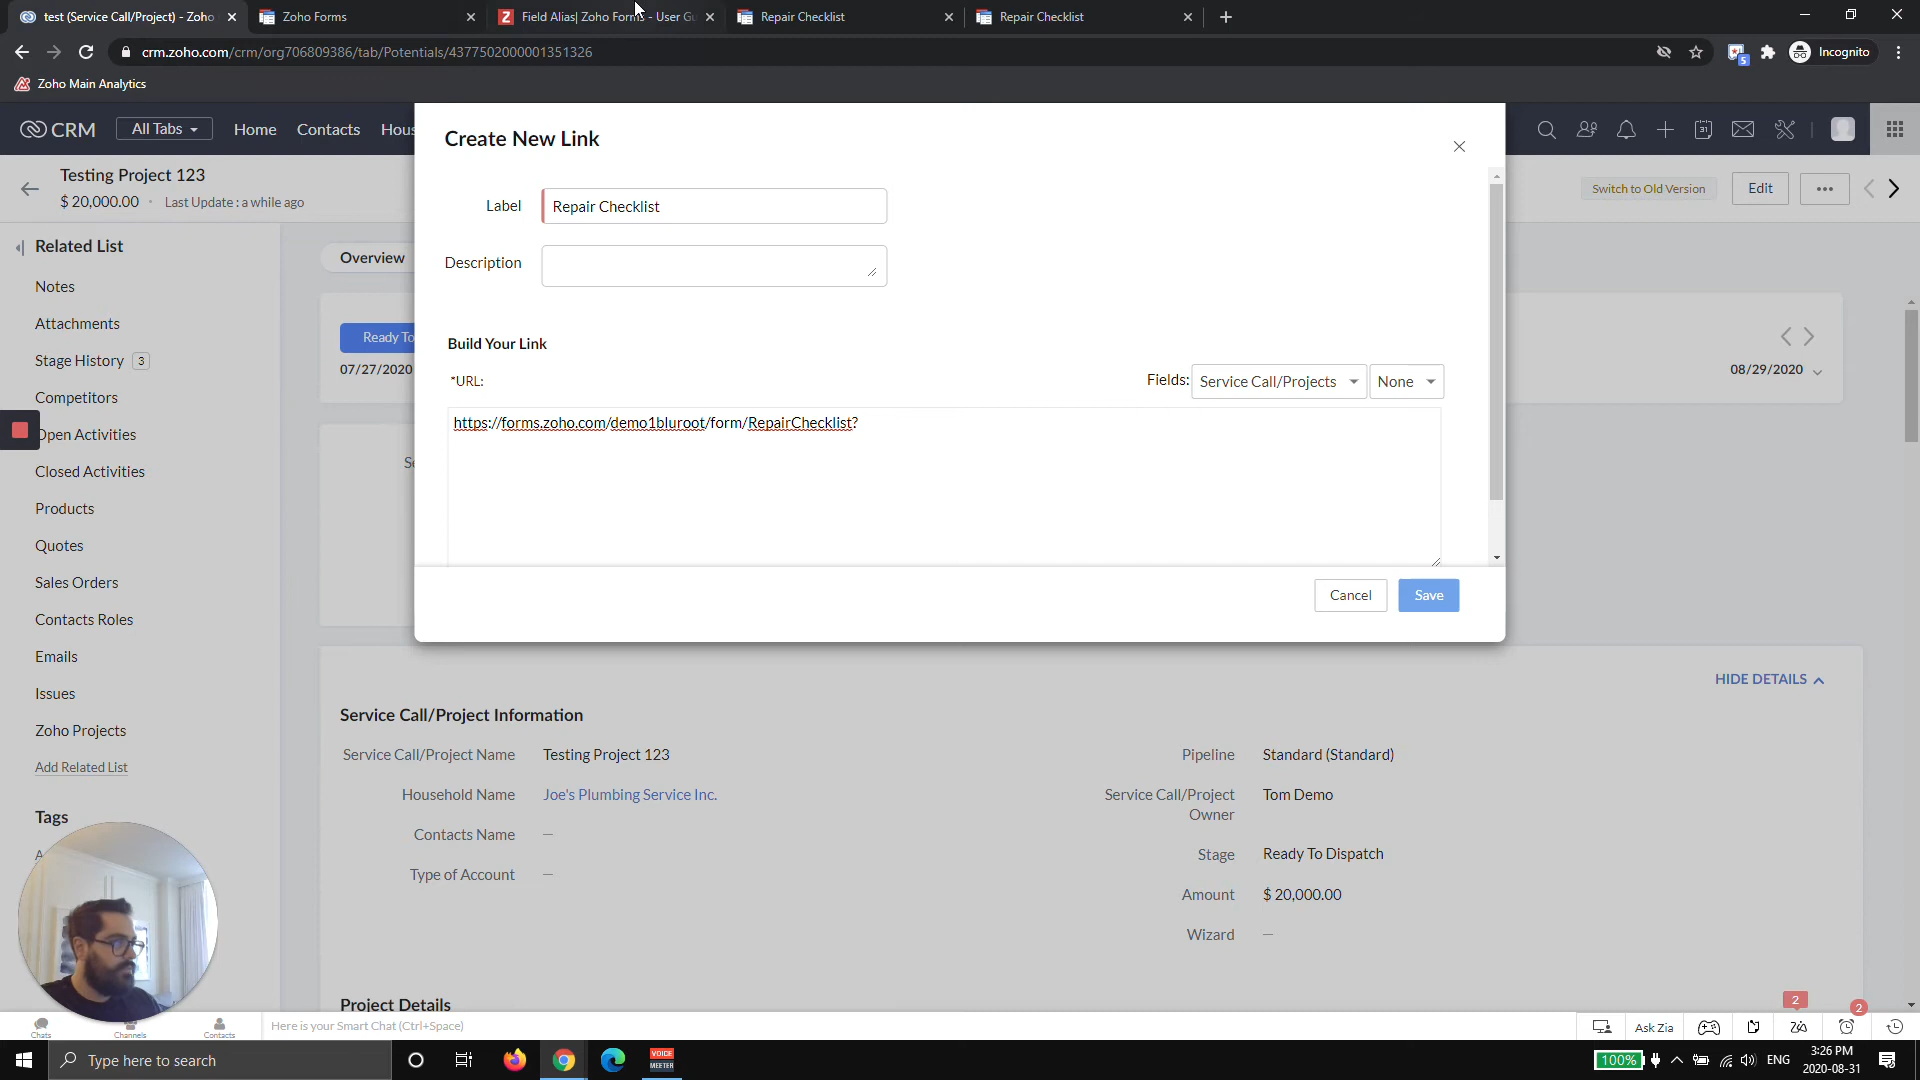 test (Service Call/Project) - Zoho
Zoho Forms
Field Alias| Zoho Forms - User Gu
Repair Checklist
Repair Checklist
crm.zoho.com/crm/org706809386/tab/Potentials/4377502000001351326
5
Incognito
Zoho Main Analytics
CRM
All Tabs
Home
Contacts
Hous
31
Testing Project 123
$ 20,000.00 · Last Update : a while ago
Switch to Old Version
Edit
Create New Link
Label
Repair Checklist
Description
Build Your Link
*URL:
Fields:
Service Call/Projects
None
https://forms.zoho.com/demo1bluroot/form/RepairChecklist?
Cancel
Save
Related List
Notes
Attachments
Stage History
3
Competitors
Open Activities
Closed Activities
Products
Quotes
Sales Orders
Contacts Roles
Emails
Issues
Zoho Projects
Add Related List
Tags
Overview
Ready To
07/27/2020
08/29/2020
HIDE DETAILS
Service Call/Project Information
Service Call/Project Name
Testing Project 123
Household Name
Joe's Plumbing Service Inc.
Contacts Name
—
Type of Account
—
Pipeline
Standard (Standard)
Service Call/Project
Owner
Tom Demo
Stage
Ready To Dispatch
Amount
$ 20,000.00
Wizard
—
Project Details
Chats
Channels
Contacts
Here is your Smart Chat (Ctrl+Space)
Ask Zia
2
2
Type here to search
VOICE
MEETER
100%
ENG
3:26 PM
2020-08-31